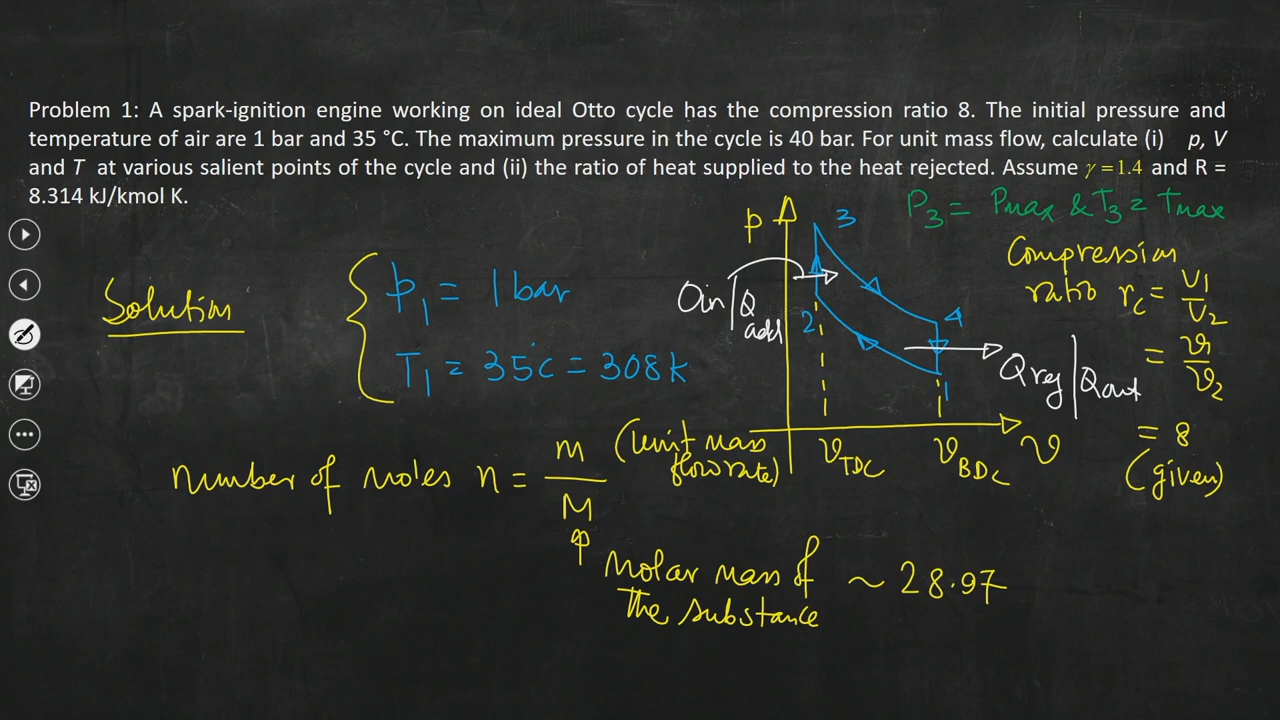 Problem 1: A spark-ignition engine working on ideal Otto cycle has the compression ratio 8. The initial pressure and
temperature of air are 1 bar and 35 °C. The maximum pressure in the cycle is 40 bar. For unit mass flow, calculate (i) p, V
and T at various salient points of the cycle and (ii) the ratio of heat supplied to the heat rejected. Assume γ = 1.4 and R =
8.314 kJ/kmol K.
P3 = Pmax & T3 = Tmax
p
3
Compression
ratio rc = V1/V2
Solution
p1 = 1 bar
Qin/Qadd
2
4
= v1/v2
T1 = 35°C = 308 K
1
Qrej/Qout
= 8
(given)
vTDC
vBDC
v
Number of moles n = m/M
(Unit mass
flow rate)
Molar mass of
the substance
~ 28.97